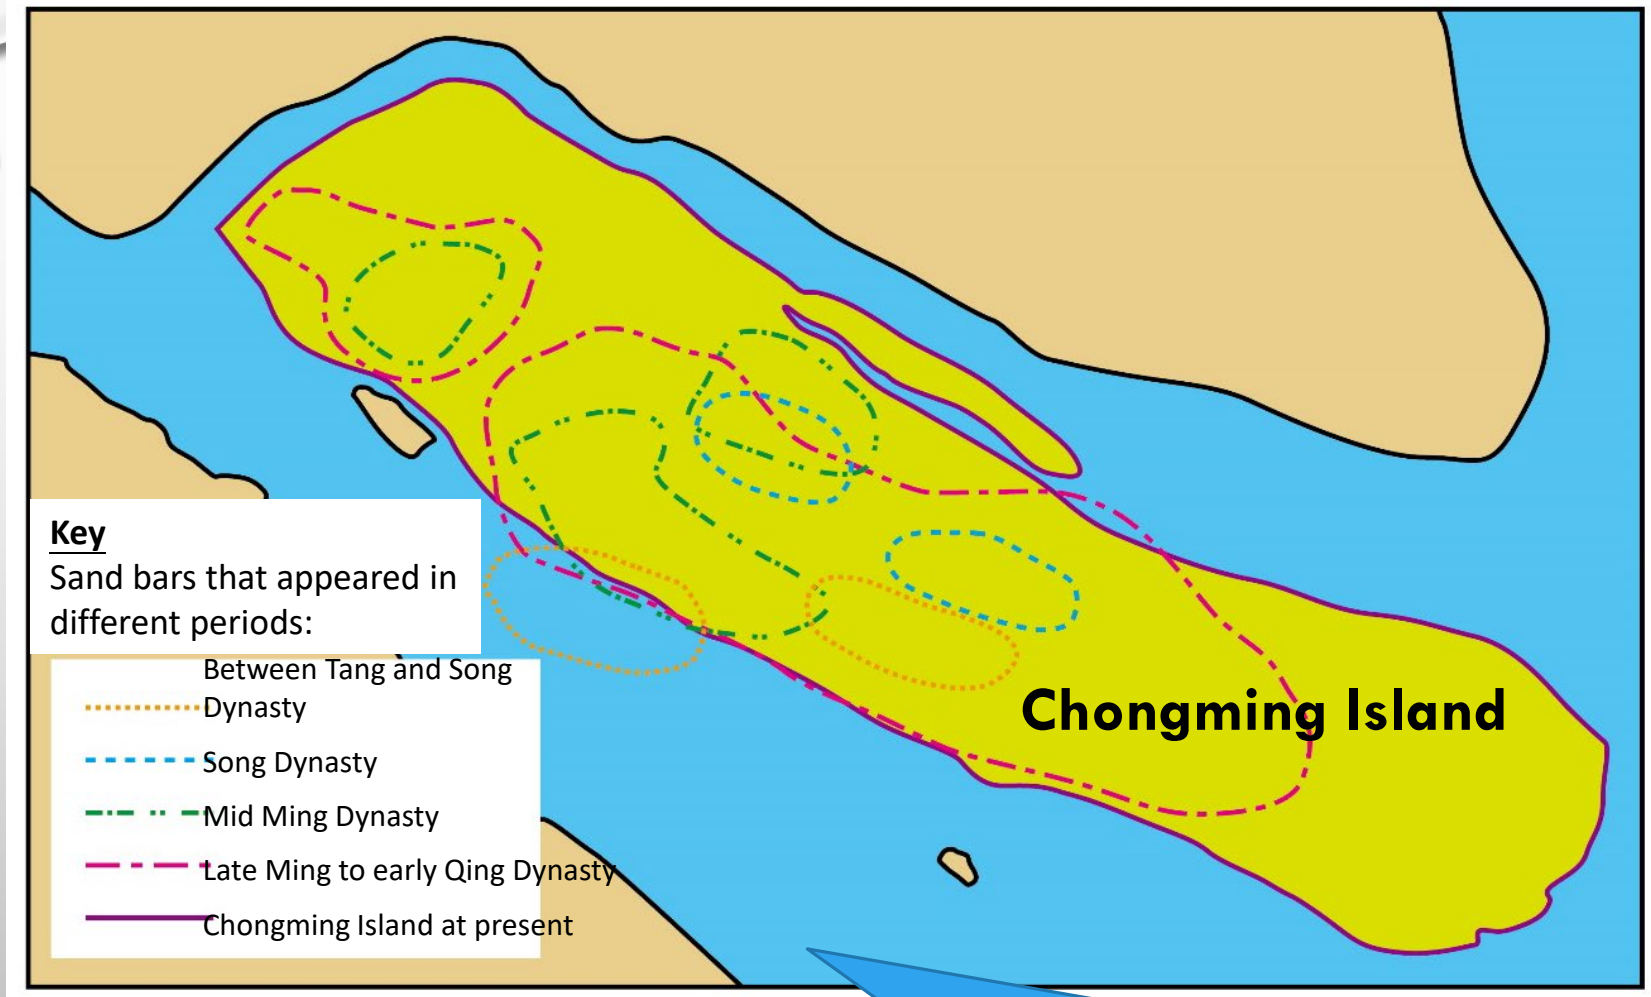 Key
Sand bars that appeared in
different periods:
Between Tang and Song
Dynasty
Song Dynasty
Mid Ming Dynasty
Late Ming to early Qing Dynasty
Chongming Island at present
Chongming Island